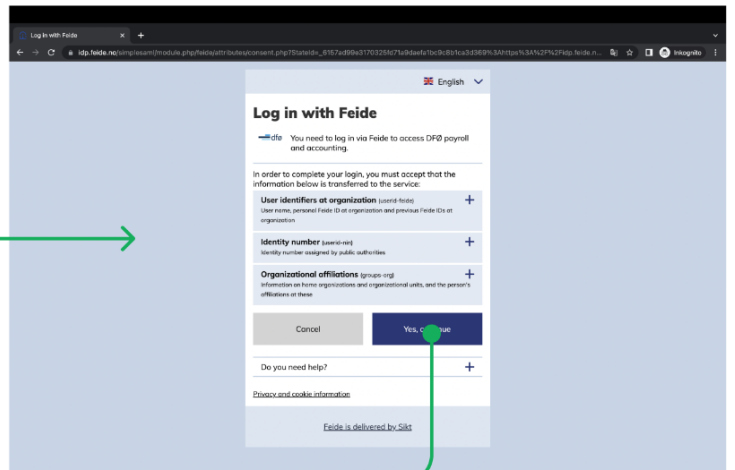 Log in with Feide
idp.feide.no/simplesaml/module.php/feide/attributes/consent.php?StateId=_6157ad99e3170325fd71a9daefa1bc9c8b1ca3d369%3Ahttps%3A%2F%2Fidp.feide.n... Inkognito
English
Log in with Feide
dfø You need to log in via Feide to access DFØ payroll
and accounting.
In order to complete your login, you must accept that the
information below is transferred to the service:
User identifiers at organization (userid-feide)
User name, personal Feide ID at organization and previous Feide IDs at
organization
Identity number (userid-nin)
Identity number assigned by public authorities
Organizational affiliations (groups-org)
Information on home organizations and organizational units, and the person's
affiliations at these
Cancel Yes, continue
Do you need help?
Privacy and cookie information
Feide is delivered by Sikt